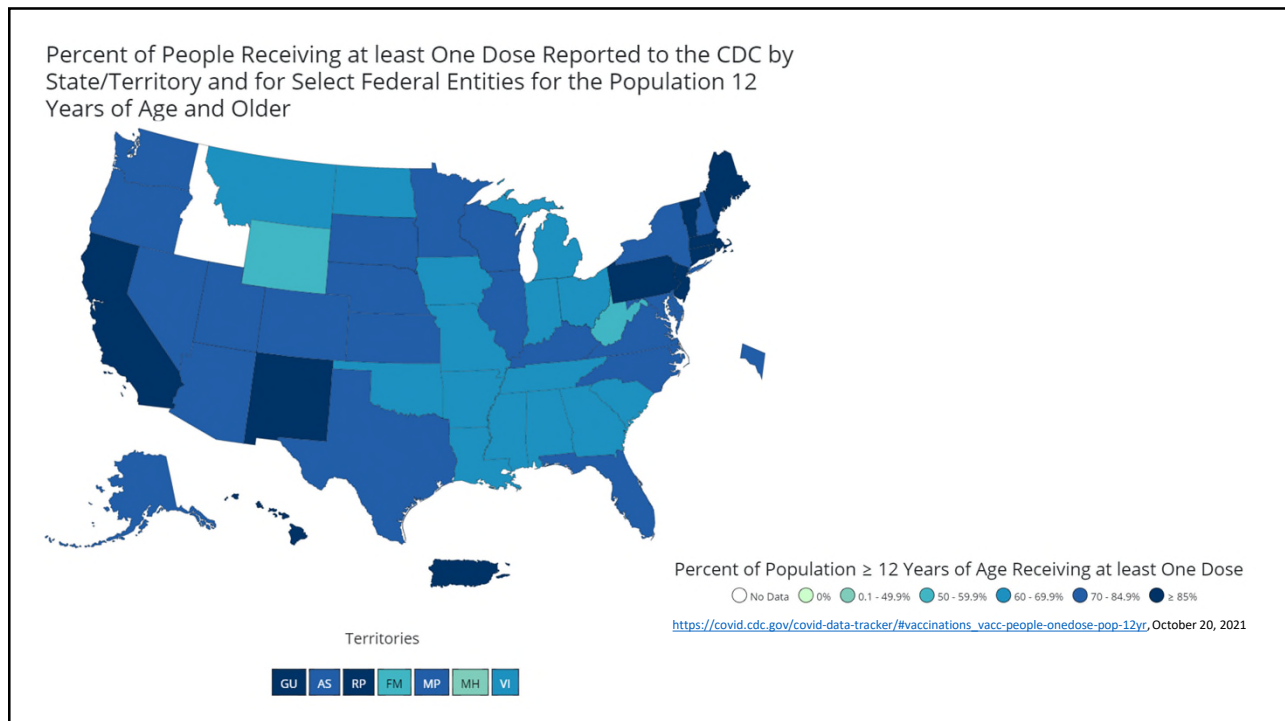 Percent of People Receiving at least One Dose Reported to the CDC by
State/Territory and for Select Federal Entities for the Population 12
Years of Age and Older
Percent of Population ≥ 12 Years of Age Receiving at least One Dose
No Data 0% 0.1 - 49.9% 50 - 59.9% 60 - 69.9% 70 - 84.9% ≥ 85%
https://covid.cdc.gov/covid-data-tracker/#vaccinations_vacc-people-onedose-pop-12yr, October 20, 2021
Territories
GU AS RP FM MP MH VI